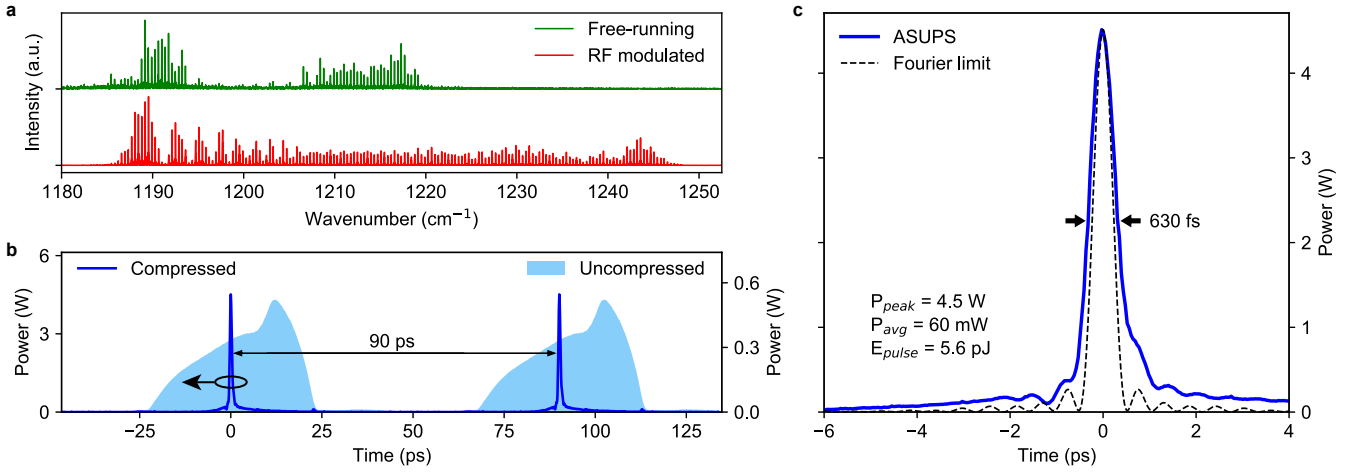 a
Intensity (a.u.)
Free-running
RF modulated
1180 1190 1200 1210 1220 1230 1240 1250
Wavenumber (cm⁻¹)
b
Power (W)
6
3
0
Compressed
Uncompressed
90 ps
0.6
0.3
0.0
Power (W)
−25 0 25 50 75 100 125
Time (ps)
c
ASUPS
Fourier limit
630 fs
P_peak = 4.5 W
P_avg = 60 mW
E_pulse = 5.6 pJ
4
3
2
1
0
Power (W)
−6 −4 −2 0 2 4
Time (ps)